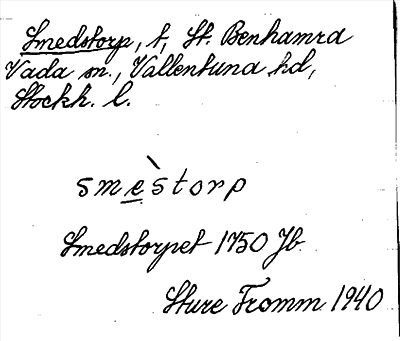 Smedstorp, t, St. Benhamra
Vada sn., Vallentuna hd,
Stockh. l.
smèstorp
Smedstorpet 1750 Jb.
Sture Fromm 1940